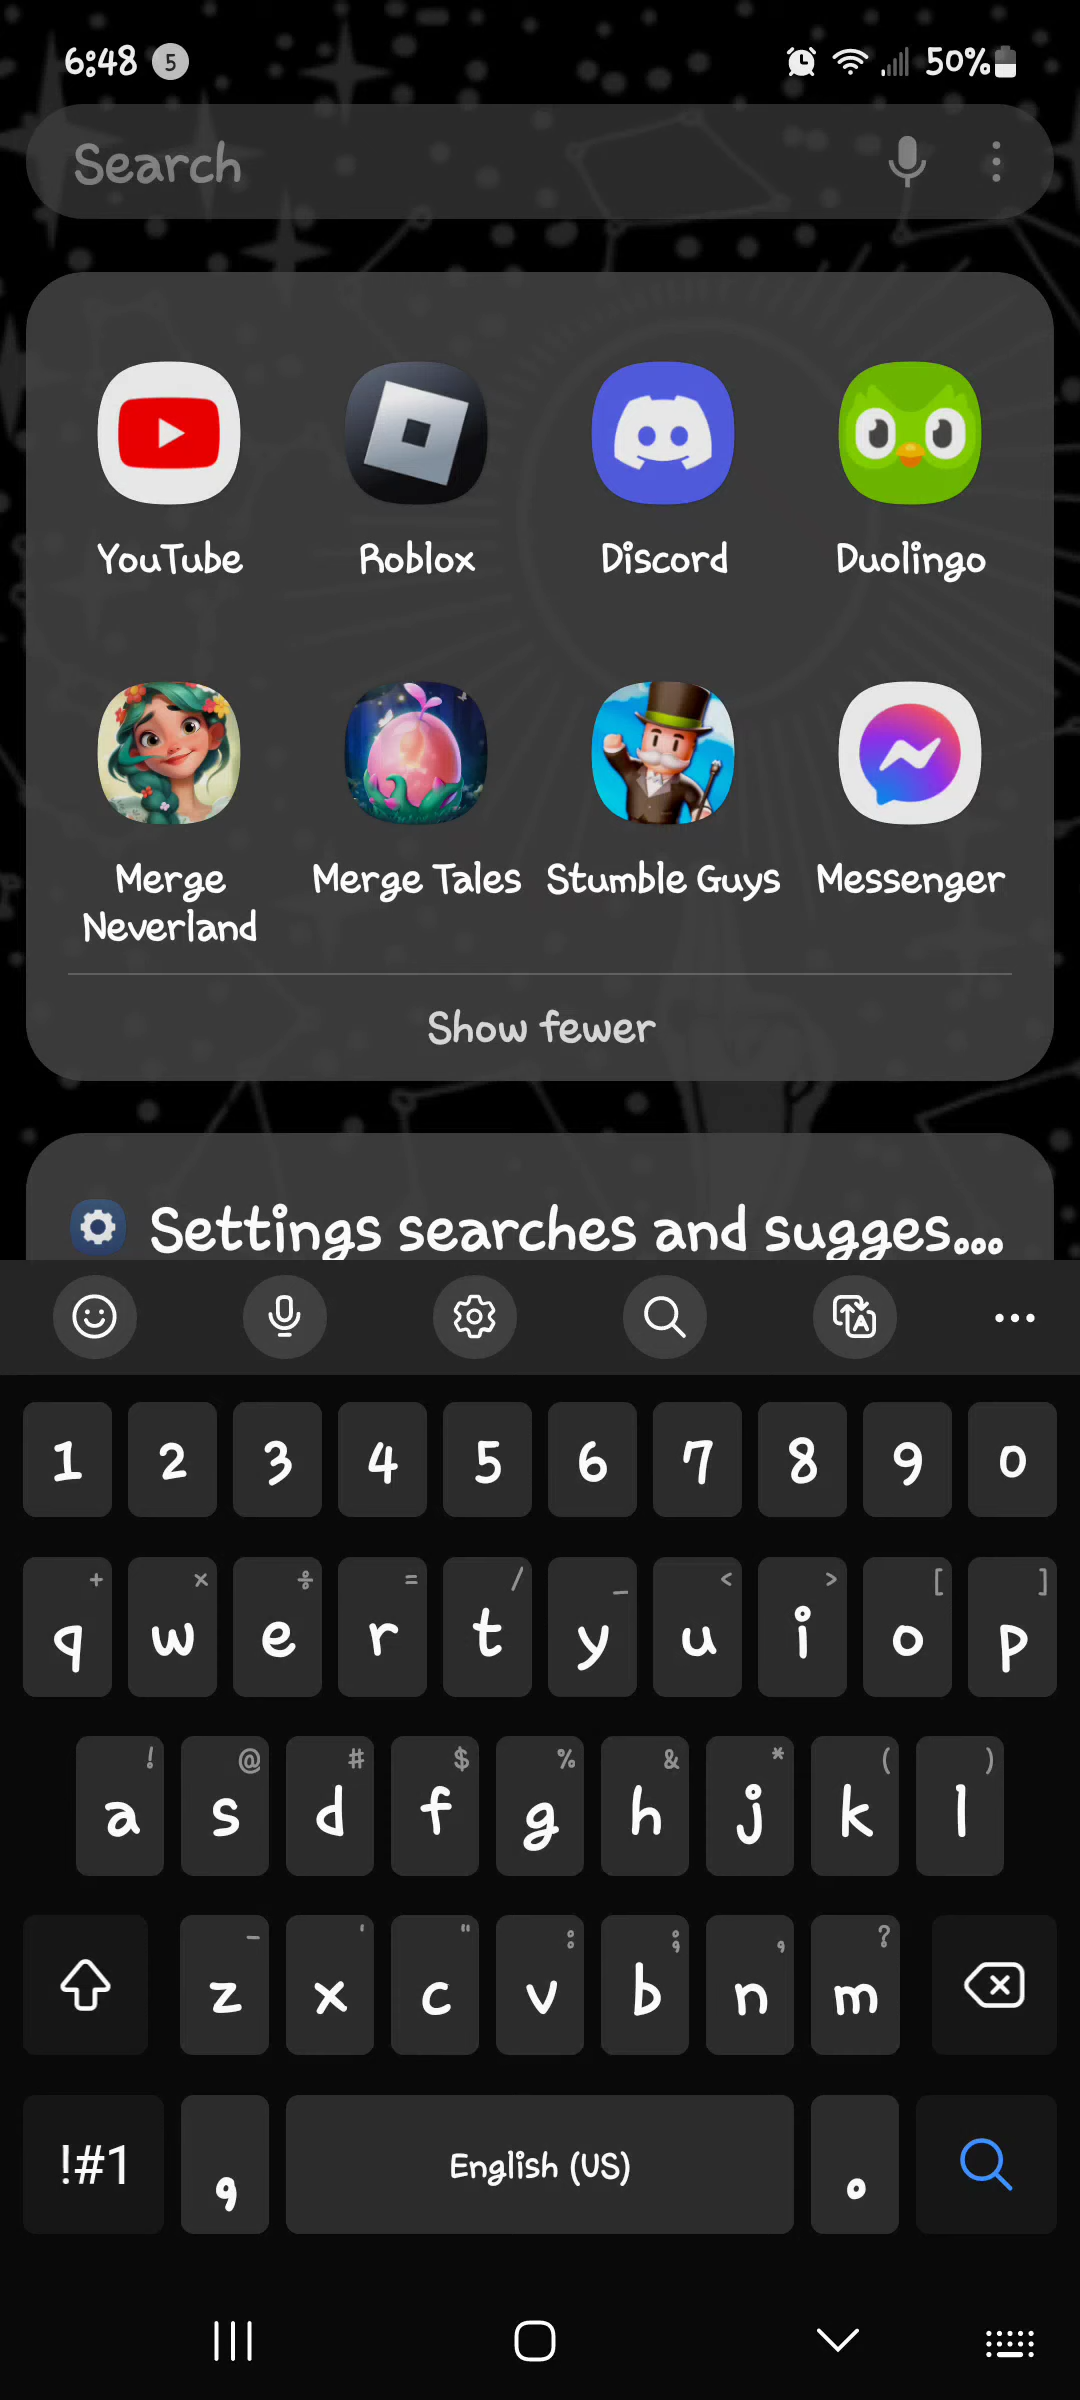 6:48 5 50%
Search
YouTube Roblox Discord Duolingo
Merge Neverland Merge Tales Stumble Guys Messenger
Show fewer
Settings searches and sugges...
1 2 3 4 5 6 7 8 9 0
+ × ÷ = / _ < > [ ]
q w e r t y u i o p
! @ # $ % & * ( )
a s d f g h j k l
- ' " : ; , ?
z x c v b n m
!#1 , English (US) .